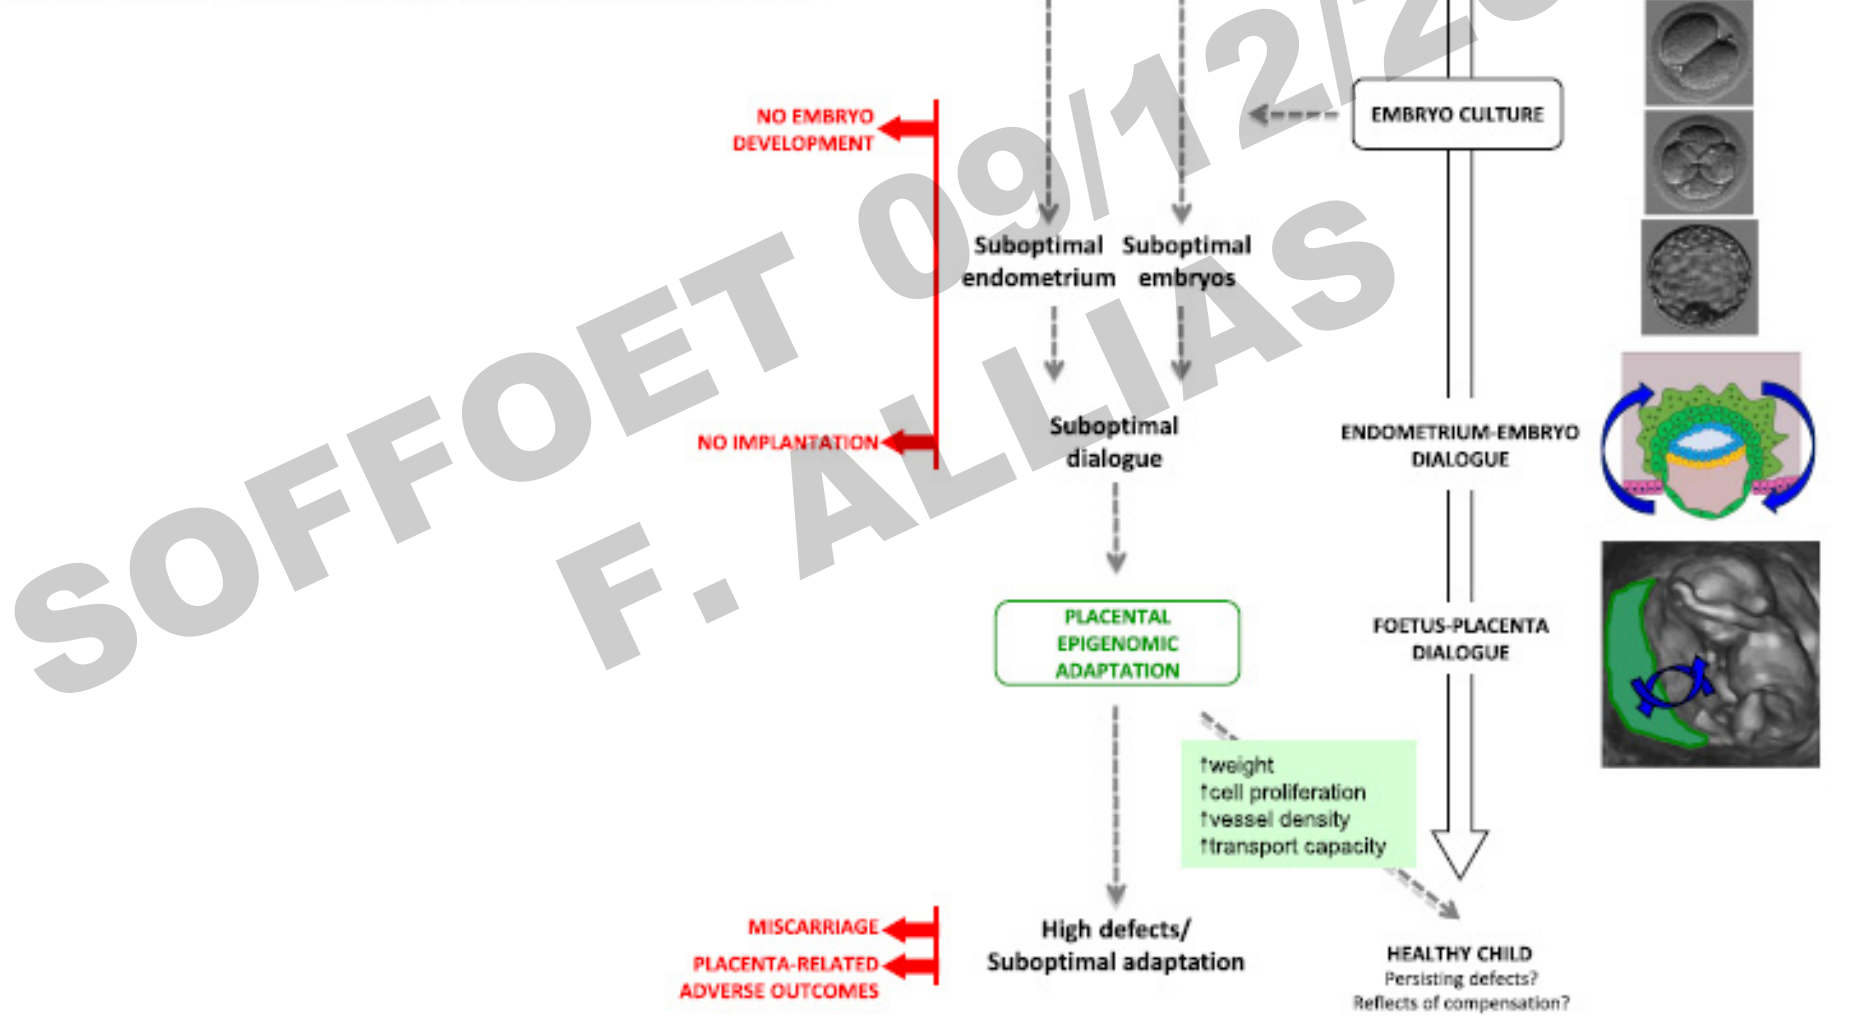 NO EMBRYO
DEVELOPMENT
EMBRYO CULTURE
Suboptimal
endometrium
Suboptimal
embryos
NO IMPLANTATION
Suboptimal
dialogue
ENDOMETRIUM-EMBRYO
DIALOGUE
PLACENTAL
EPIGENOMIC
ADAPTATION
FOETUS-PLACENTA
DIALOGUE
↑weight
↑cell proliferation
↑vessel density
↑transport capacity
MISCARRIAGE
PLACENTA-RELATED
ADVERSE OUTCOMES
High defects/
Suboptimal adaptation
HEALTHY CHILD
Persisting defects?
Reflects of compensation?
SOFFOET 09/12/20
F. ALLIAS